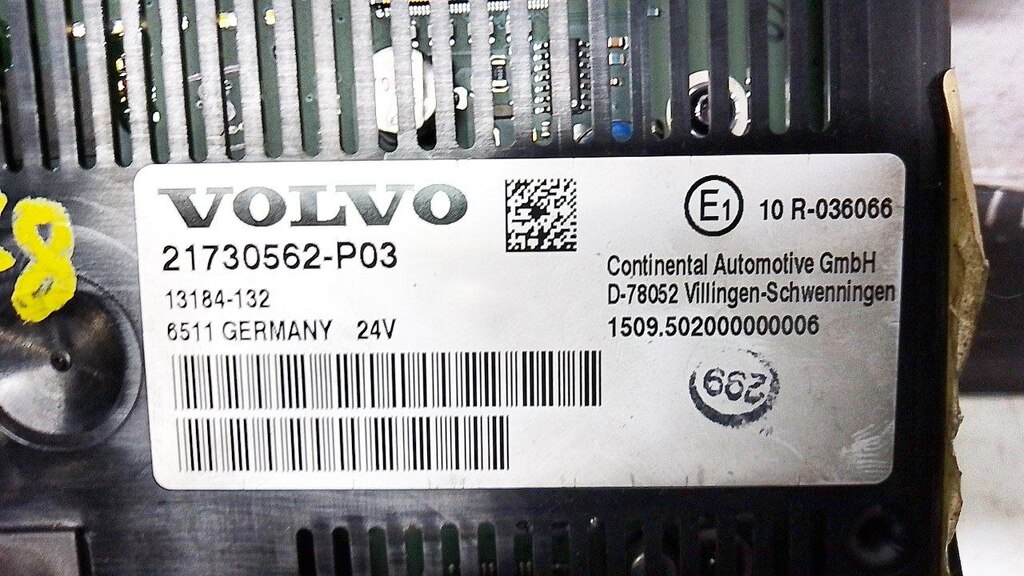 VOLVO
21730562-P03
13184-132
6511 GERMANY 24V
E1 10 R-036066
Continental Automotive GmbH
D-78052 Villingen-Schwenningen
1509.502000000006
299
8